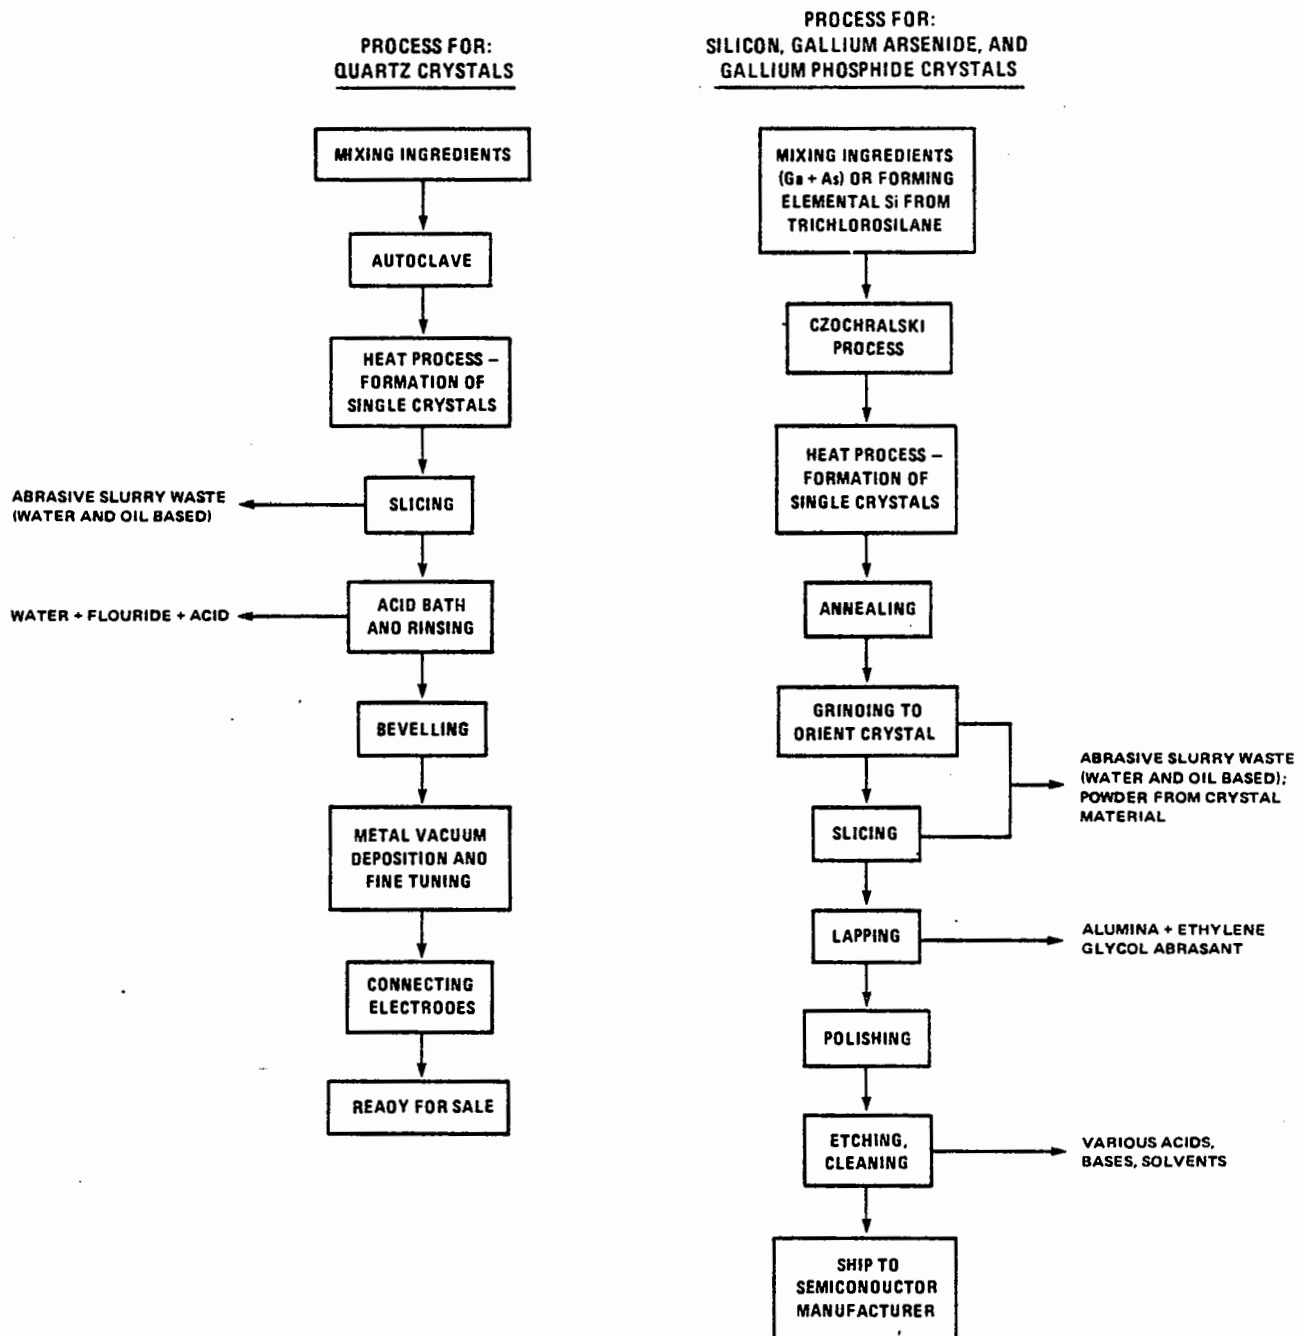 PROCESS FOR:
QUARTZ CRYSTALS
MIXING INGREDIENTS
AUTOCLAVE
HEAT PROCESS –
FORMATION OF
SINGLE CRYSTALS
SLICING
ABRASIVE SLURRY WASTE
(WATER AND OIL BASED)
ACID BATH
AND RINSING
WATER + FLOURIDE + ACID
BEVELLING
METAL VACUUM
DEPOSITION AND
FINE TUNING
CONNECTING
ELECTRODES
READY FOR SALE
PROCESS FOR:
SILICON, GALLIUM ARSENIDE, AND
GALLIUM PHOSPHIDE CRYSTALS
MIXING INGREDIENTS
(Ga + As) OR FORMING
ELEMENTAL Si FROM
TRICHLOROSILANE
CZOCHRALSKI
PROCESS
HEAT PROCESS –
FORMATION OF
SINGLE CRYSTALS
ANNEALING
GRINDING TO
ORIENT CRYSTAL
SLICING
ABRASIVE SLURRY WASTE
(WATER AND OIL BASED);
POWDER FROM CRYSTAL
MATERIAL
LAPPING
ALUMINA + ETHYLENE
GLYCOL ABRASANT
POLISHING
ETCHING,
CLEANING
VARIOUS ACIDS,
BASES, SOLVENTS
SHIP TO
SEMICONDUCTOR
MANUFACTURER